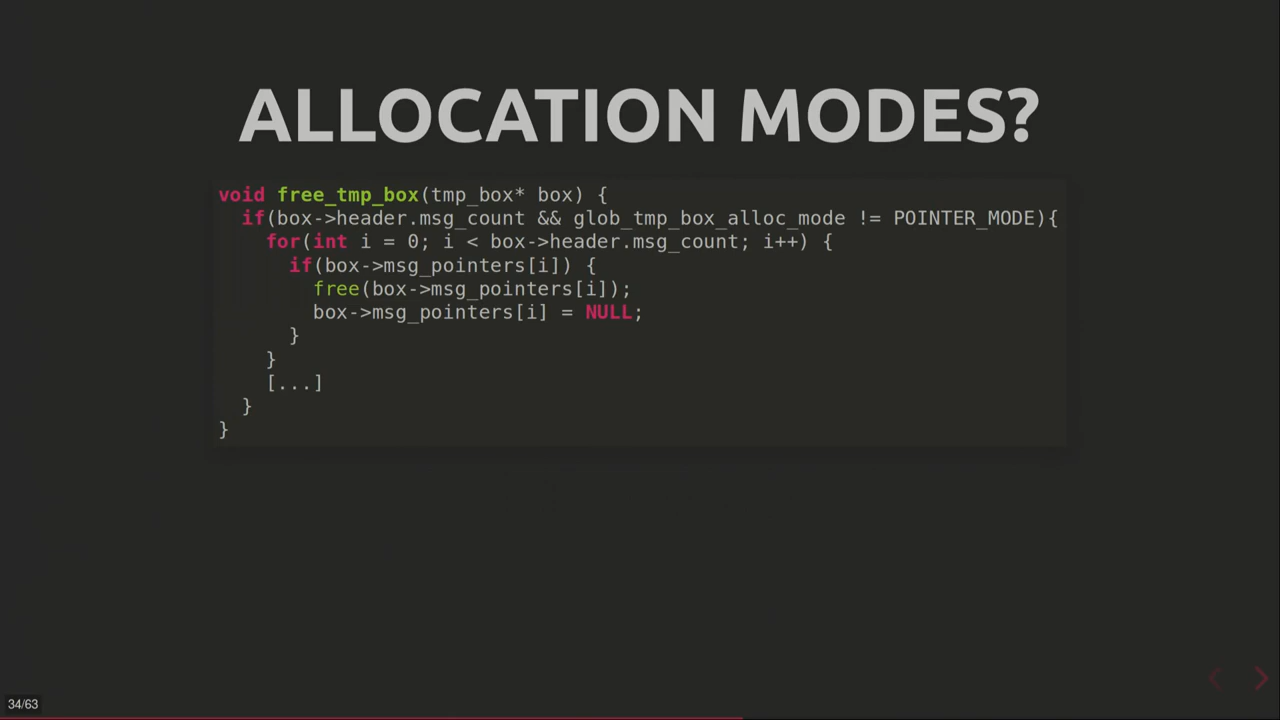 ALLOCATION MODES?
void free_tmp_box(tmp_box* box) {
  if(box->header.msg_count && glob_tmp_box_alloc_mode != POINTER_MODE){
    for(int i = 0; i < box->header.msg_count; i++) {
      if(box->msg_pointers[i]) {
        free(box->msg_pointers[i]);
        box->msg_pointers[i] = NULL;
      }
    }
    [...]
  }
}
34/63